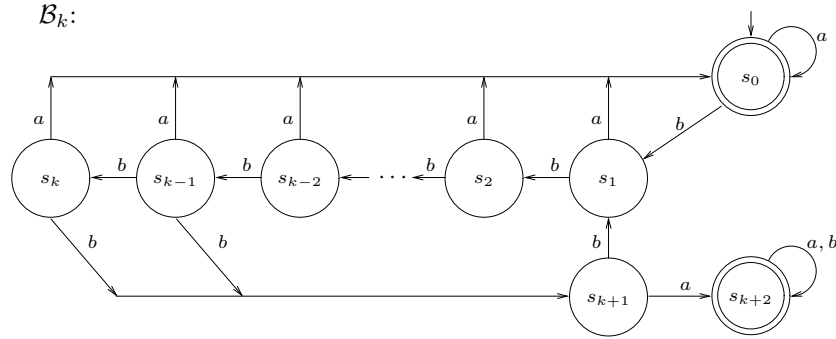 𝓑ₖ:
a
s₀
b
a a a a a
sₖ b sₖ₋₁ b sₖ₋₂ ⋯ b s₂ b s₁
b b b
sₖ₊₁ a sₖ₊₂ a, b